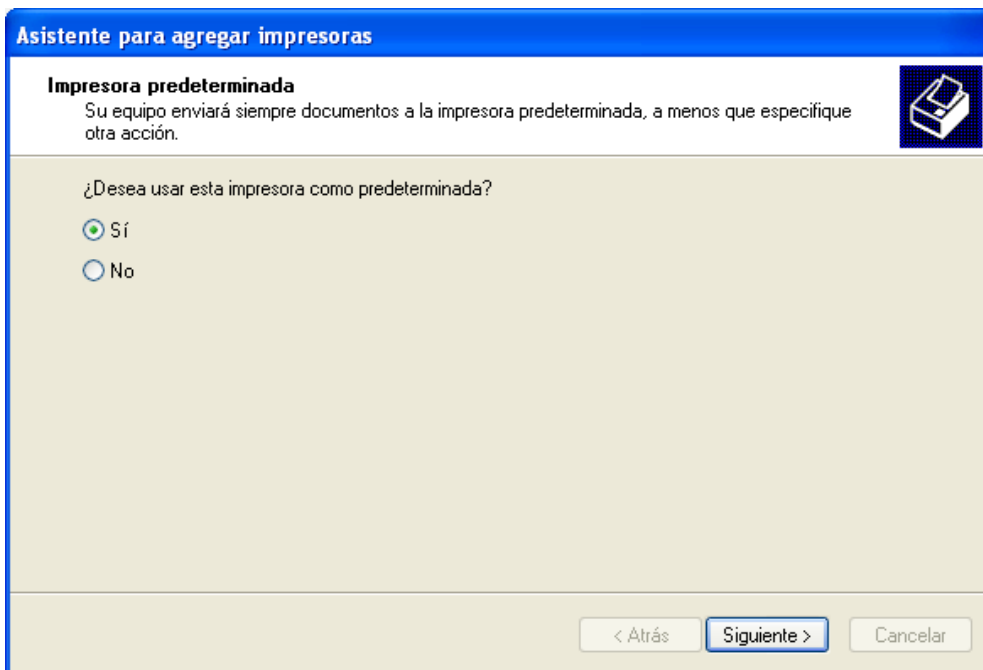 Asistente para agregar impresoras
Impresora predeterminada
Su equipo enviará siempre documentos a la impresora predeterminada, a menos que especifique
otra acción.
¿Desea usar esta impresora como predeterminada?
Sí
No
< Atrás
Siguiente >
Cancelar